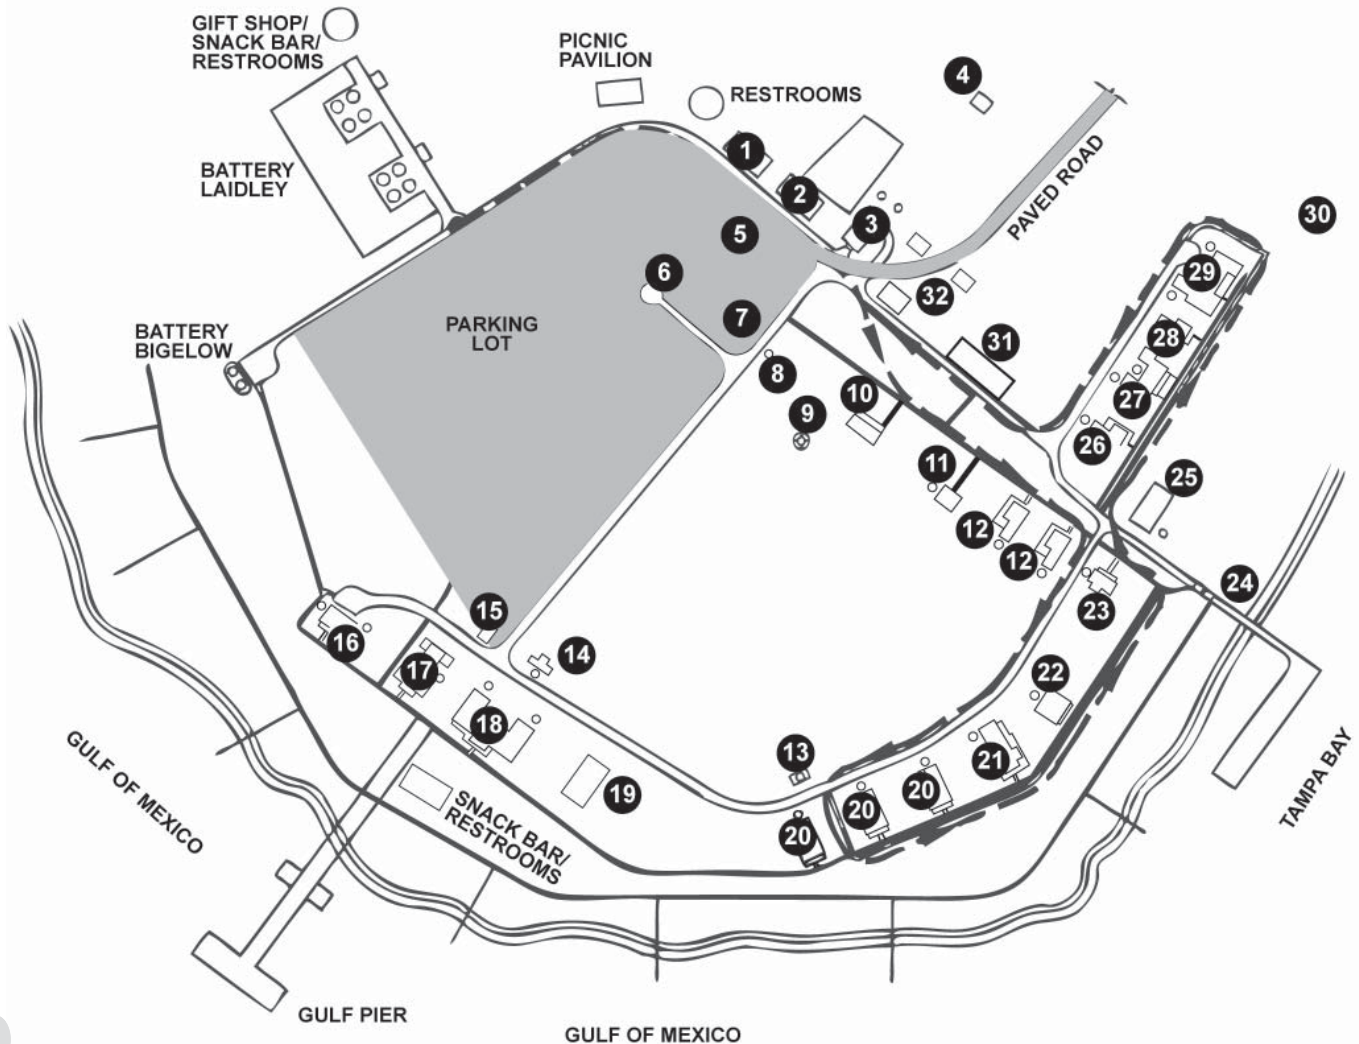 GIFT SHOP/
SNACK BAR/
RESTROOMS
PICNIC
PAVILION
RESTROOMS
4
1
BATTERY
LAIDLEY
2
PAVED ROAD
30
3
5
6
29
32
7
PARKING
LOT
BATTERY
BIGELOW
28
31
8
10
27
9
26
11
25
12
12
24
23
15
16
14
17
22
18
13
21
20
20
20
19
GULF OF MEXICO
SNACK BAR/
RESTROOMS
TAMPA BAY
GULF PIER
GULF OF MEXICO